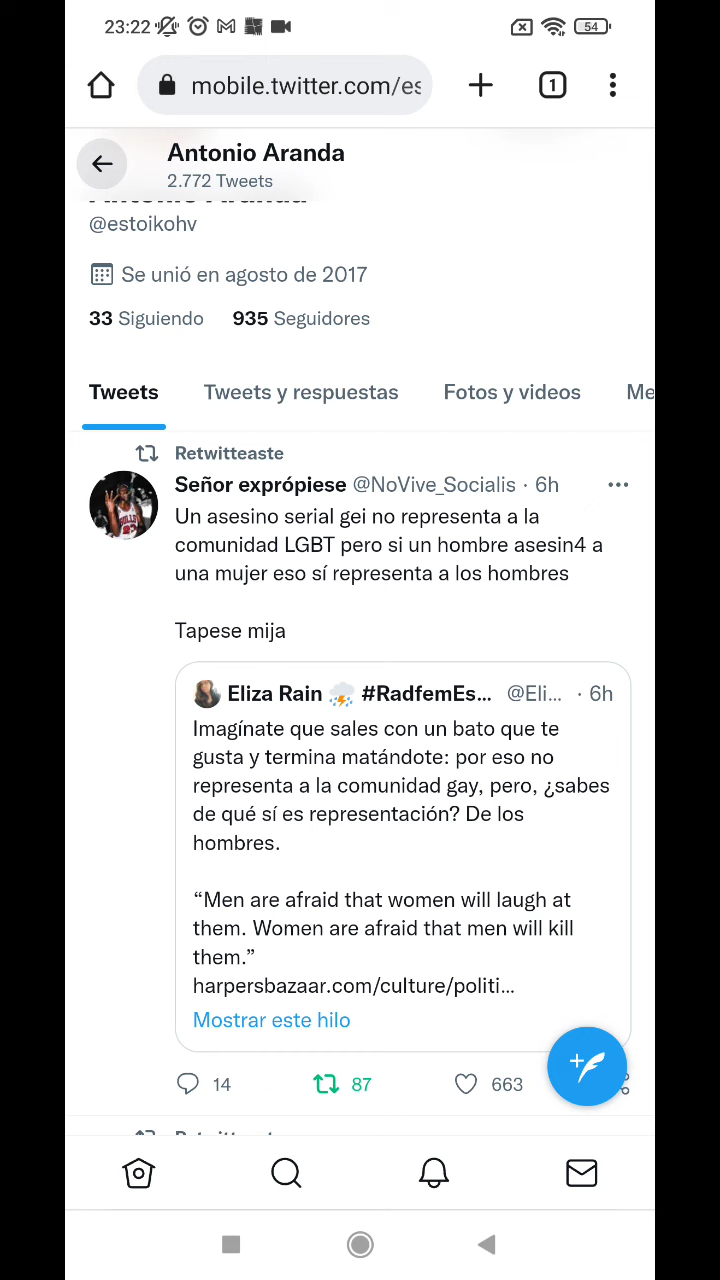 23:22
54
mobile.twitter.com/es
1
Antonio Aranda
2.772 Tweets
@estoikohv
Se unió en agosto de 2017
33 Siguiendo 935 Seguidores
Tweets Tweets y respuestas Fotos y videos Me
Retwitteaste
Señor exprópiese @NoVive_Socialis · 6h
Un asesino serial gei no representa a la
comunidad LGBT pero si un hombre asesin4 a
una mujer eso sí representa a los hombres
Tapese mija
Eliza Rain #RadfemEs... @Eli... · 6h
Imagínate que sales con un bato que te
gusta y termina matándote: por eso no
representa a la comunidad gay, pero, ¿sabes
de qué sí es representación? De los
hombres.
“Men are afraid that women will laugh at
them. Women are afraid that men will kill
them.”
harpersbazaar.com/culture/politi...
Mostrar este hilo
14 87 663